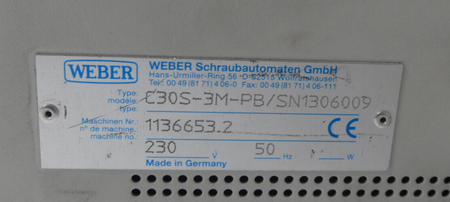 WEBER
WEBER Schraubautomaten GmbH
Hans-Urmiller-Ring 56 · D-82515 Wolfratshausen
Fon 00 49 (81 71) 4 06-0 Fax 00 49 (81 71) 4 06-111
Type:
modèle:
type:
C30S-3M-PB/SN1306009
Maschinen Nr.:
n° de machine.:
machine no.
1136653.2
CE
230 V 50 Hz W
Made in Germany